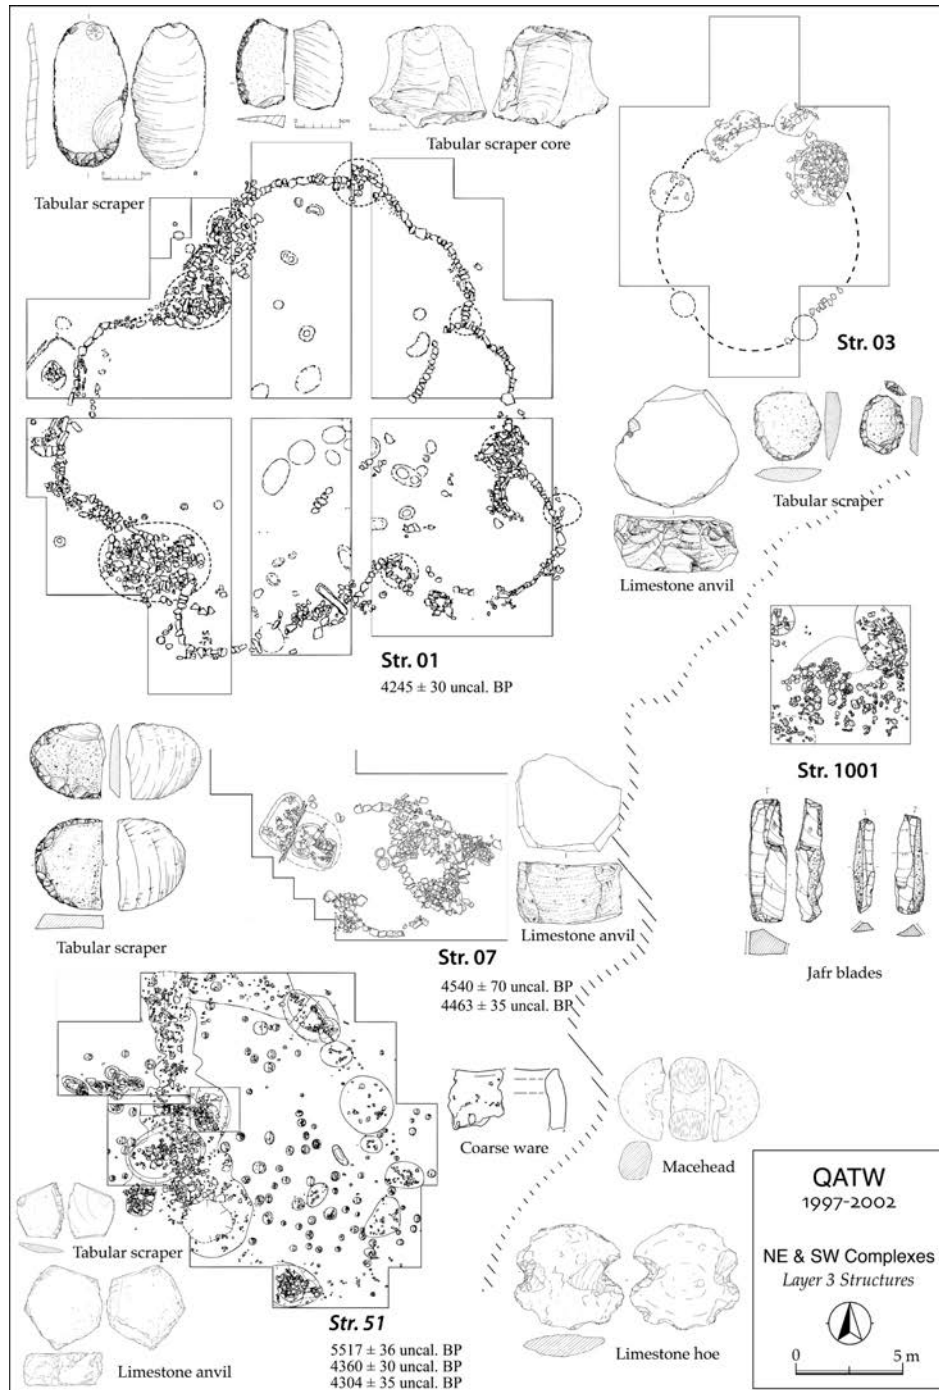 Tabular scraper
Tabular scraper core
Str. 03
Tabular scraper
Limestone anvil
Str. 01
4245 ± 30 uncal. BP
Str. 1001
Tabular scraper
Limestone anvil
Str. 07
4540 ± 70 uncal. BP
4463 ± 35 uncal. BP
Jafr blades
Coarse ware
Macehead
Tabular scraper
Limestone anvil
Str. 51
5517 ± 36 uncal. BP
4360 ± 30 uncal. BP
4304 ± 35 uncal. BP
Limestone hoe
QATW
1997-2002
NE & SW Complexes
Layer 3 Structures
0 5 m